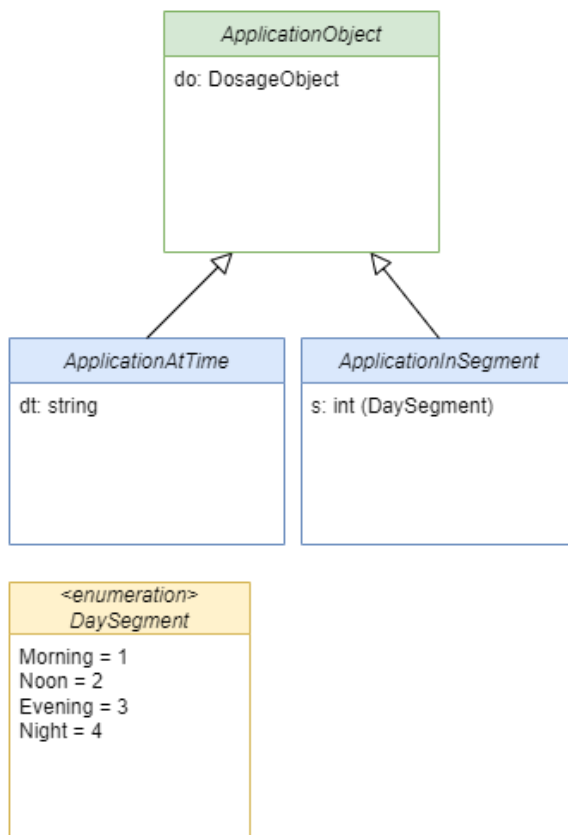 ApplicationObject
do: DosageObject
ApplicationAtTime
dt: string
ApplicationInSegment
s: int (DaySegment)
<enumeration>
DaySegment
Morning = 1
Noon = 2
Evening = 3
Night = 4